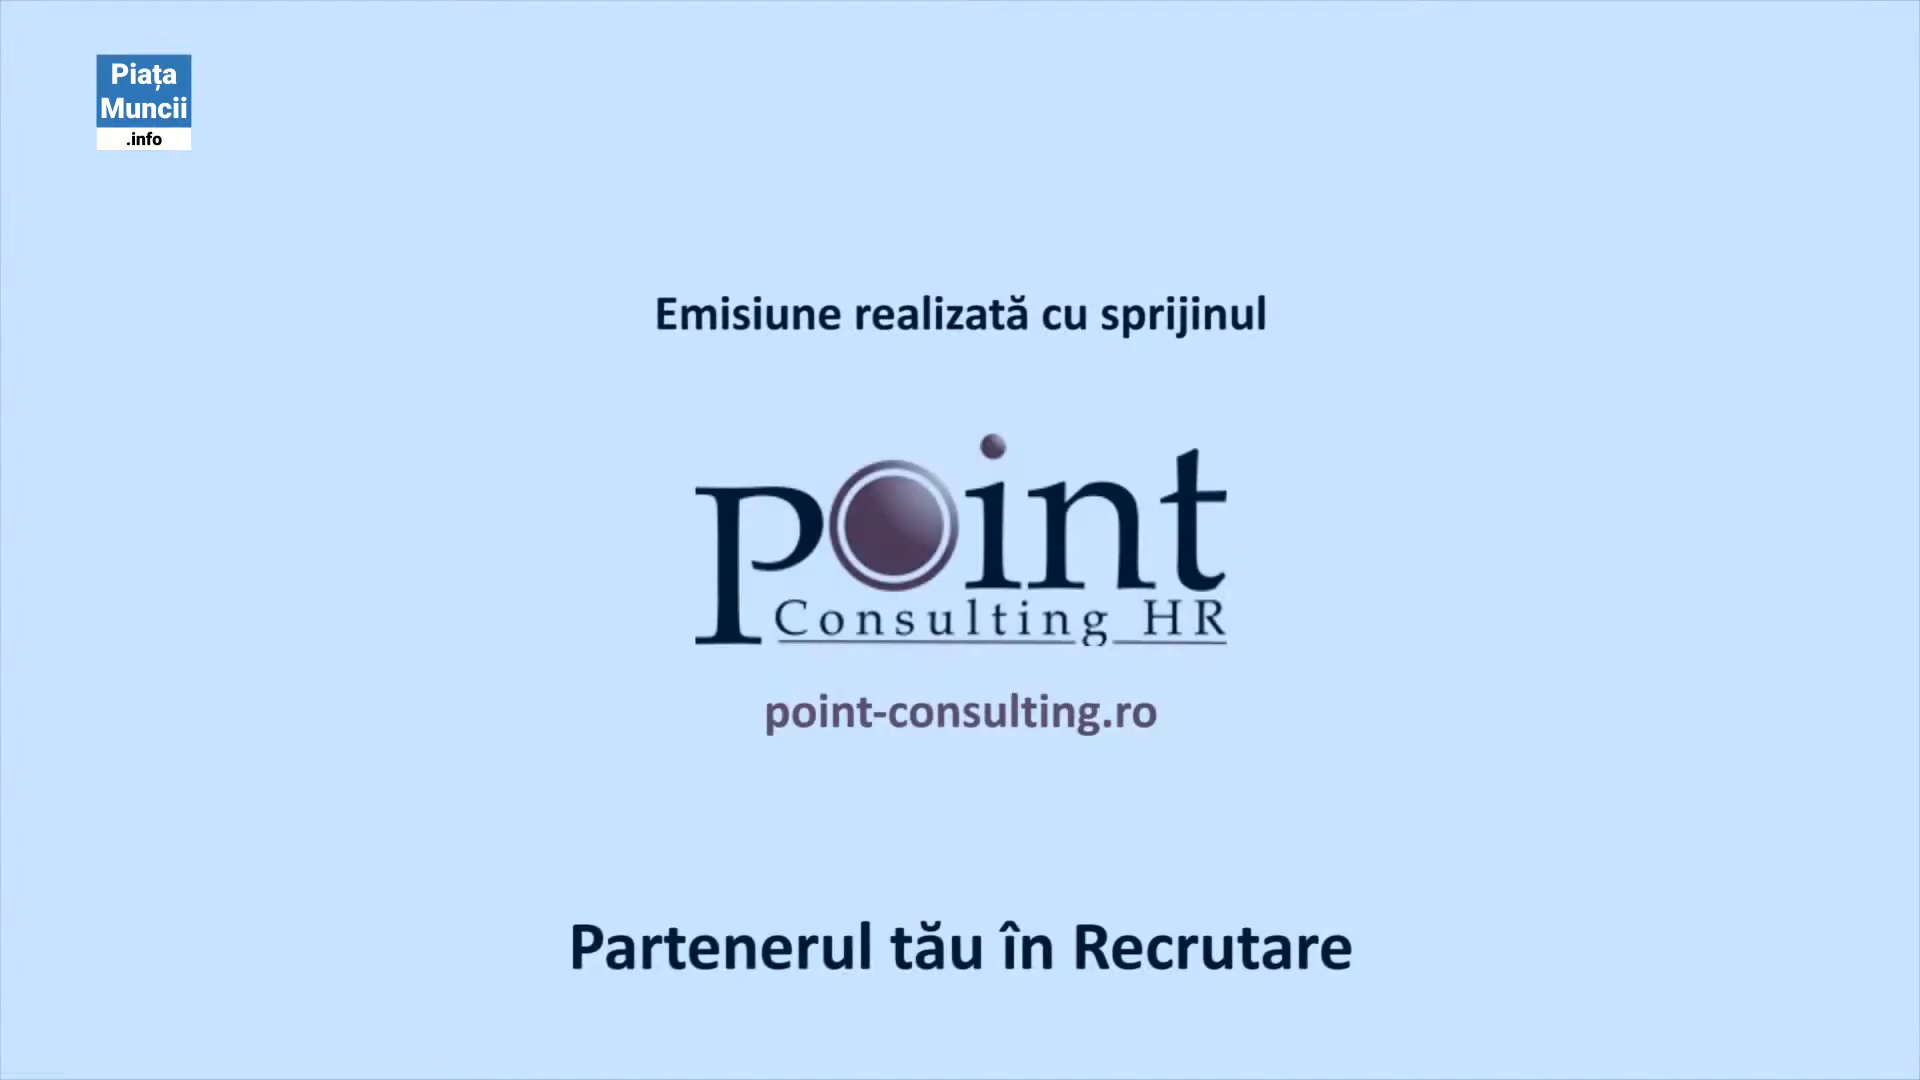 Piața
Muncii
.info
Emisiune realizată cu sprijinul
point
Consulting HR
point-consulting.ro
Partenerul tău în Recrutare